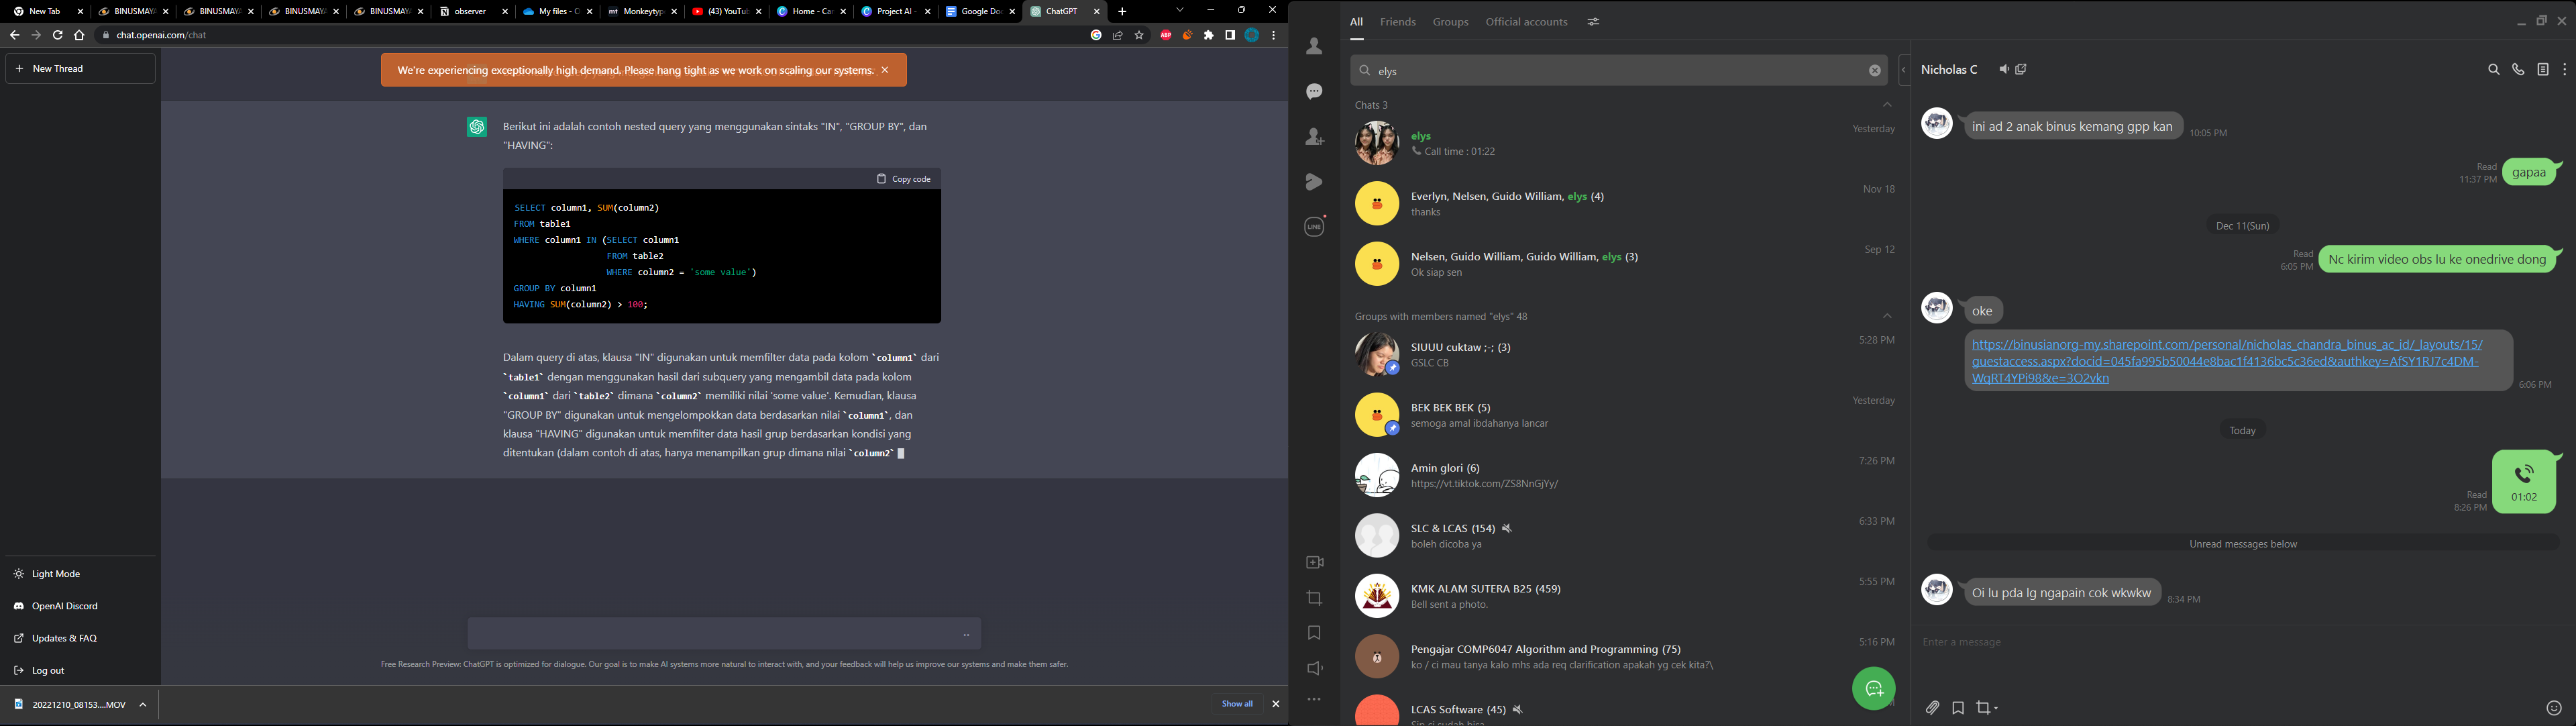 New Tab
BINUSMAYA
BINUSMAYA
BINUSMAYA
BINUSMAYA
observer
My files - O
Monkeytyp
(43) YouTub
Home - Ca
Project AI -
Google Doc
ChatGPT
chat.openai.com/chat
New Thread
We're experiencing exceptionally high demand. Please hang tight as we work on scaling our systems.
Berikut ini adalah contoh nested query yang menggunakan sintaks "IN", "GROUP BY", dan
"HAVING":
Copy code
SELECT column1, SUM(column2)
FROM table1
WHERE column1 IN (SELECT column1
FROM table2
WHERE column2 = 'some value')
GROUP BY column1
HAVING SUM(column2) > 100;
Dalam query di atas, klausa "IN" digunakan untuk memfilter data pada kolom `column1` dari
`table1` dengan menggunakan hasil dari subquery yang mengambil data pada kolom
`column1` dari `table2` dimana `column2` memiliki nilai 'some value'. Kemudian, klausa
"GROUP BY" digunakan untuk mengelompokkan data berdasarkan nilai `column1`, dan
klausa "HAVING" digunakan untuk memfilter data hasil grup berdasarkan kondisi yang
ditentukan (dalam contoh di atas, hanya menampilkan grup dimana nilai `column2`
Light Mode
OpenAI Discord
Updates & FAQ
Log out
Free Research Preview: ChatGPT is optimized for dialogue. Our goal is to make AI systems more natural to interact with, and your feedback will help us improve our systems and make them safer.
20221210_08153....MOV
Show all
All Friends Groups Official accounts
elys
Chats 3
elys
Yesterday
Call time : 01:22
Everlyn, Nelsen, Guido William, elys (4)
Nov 18
thanks
Nelsen, Guido William, Guido William, elys (3)
Sep 12
Ok siap sen
LINE
Groups with members named "elys" 48
SIUUU cuktaw ;-; (3)
5:28 PM
GSLC CB
BEK BEK BEK (5)
Yesterday
semoga amal ibdahanya lancar
Amin glori (6)
7:26 PM
https://vt.tiktok.com/ZS8NnGjYy/
SLC & LCAS (154)
6:33 PM
boleh dicoba ya
KMK ALAM SUTERA B25 (459)
5:55 PM
Bell sent a photo.
Pengajar COMP6047 Algorithm and Programming (75)
5:16 PM
ko / ci mau tanya kalo mhs ada req clarification apakah yg cek kita?\
LCAS Software (45)
Nicholas C
ini ad 2 anak binus kemang gpp kan
10:05 PM
Read
11:37 PM
gapaa
Dec 11(Sun)
Read
6:05 PM
Nc kirim video obs lu ke onedrive dong
oke
https://binusianorg-my.sharepoint.com/personal/nicholas_chandra_binus_ac_id/_layouts/15/
guestaccess.aspx?docid=045fa995b50044e8bac1f4136bc5c36ed&authkey=AfSY1RJ7c4DM-
WqRT4YPi98&e=3O2vkn
6:06 PM
Today
01:02
Read
8:26 PM
Unread messages below
Oi lu pda lg ngapain cok wkwkw
8:34 PM
Enter a message